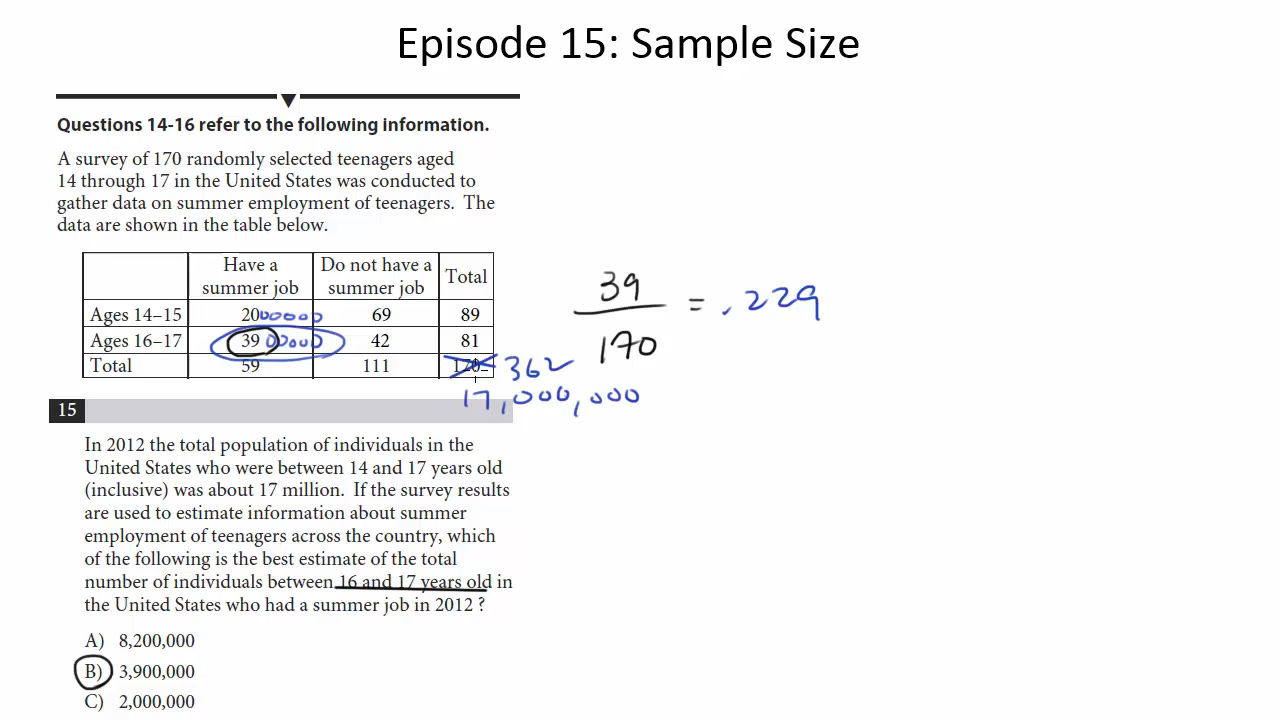 Episode 15: Sample Size
Questions 14-16 refer to the following information.
A survey of 170 randomly selected teenagers aged
14 through 17 in the United States was conducted to
gather data on summer employment of teenagers. The
data are shown in the table below.
Have a summer job Do not have a summer job Total
Ages 14–15 20 00000 69 89
Ages 16–17 39 00000 42 81
Total 59 111 170 362
17,000,000
39
170
= .229
15
In 2012 the total population of individuals in the
United States who were between 14 and 17 years old
(inclusive) was about 17 million. If the survey results
are used to estimate information about summer
employment of teenagers across the country, which
of the following is the best estimate of the total
number of individuals between 16 and 17 years old in
the United States who had a summer job in 2012 ?
A) 8,200,000
B) 3,900,000
C) 2,000,000